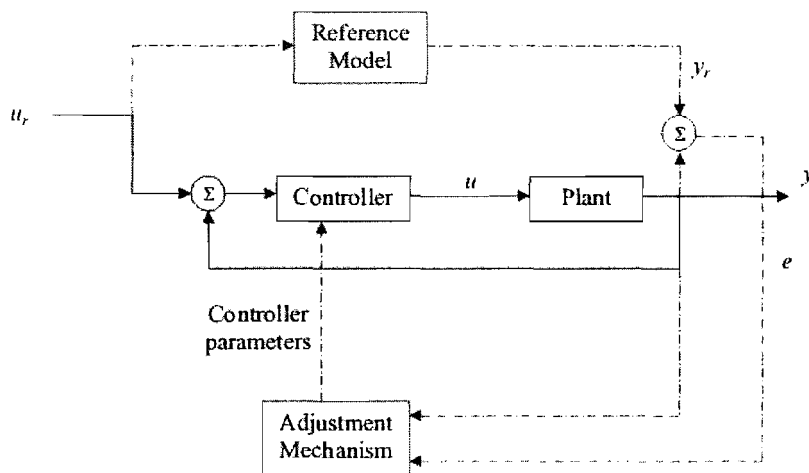 Reference
Model
y_r
u_r
Σ
Σ
Controller
u
Plant
y
e
Controller
parameters
Adjustment
Mechanism